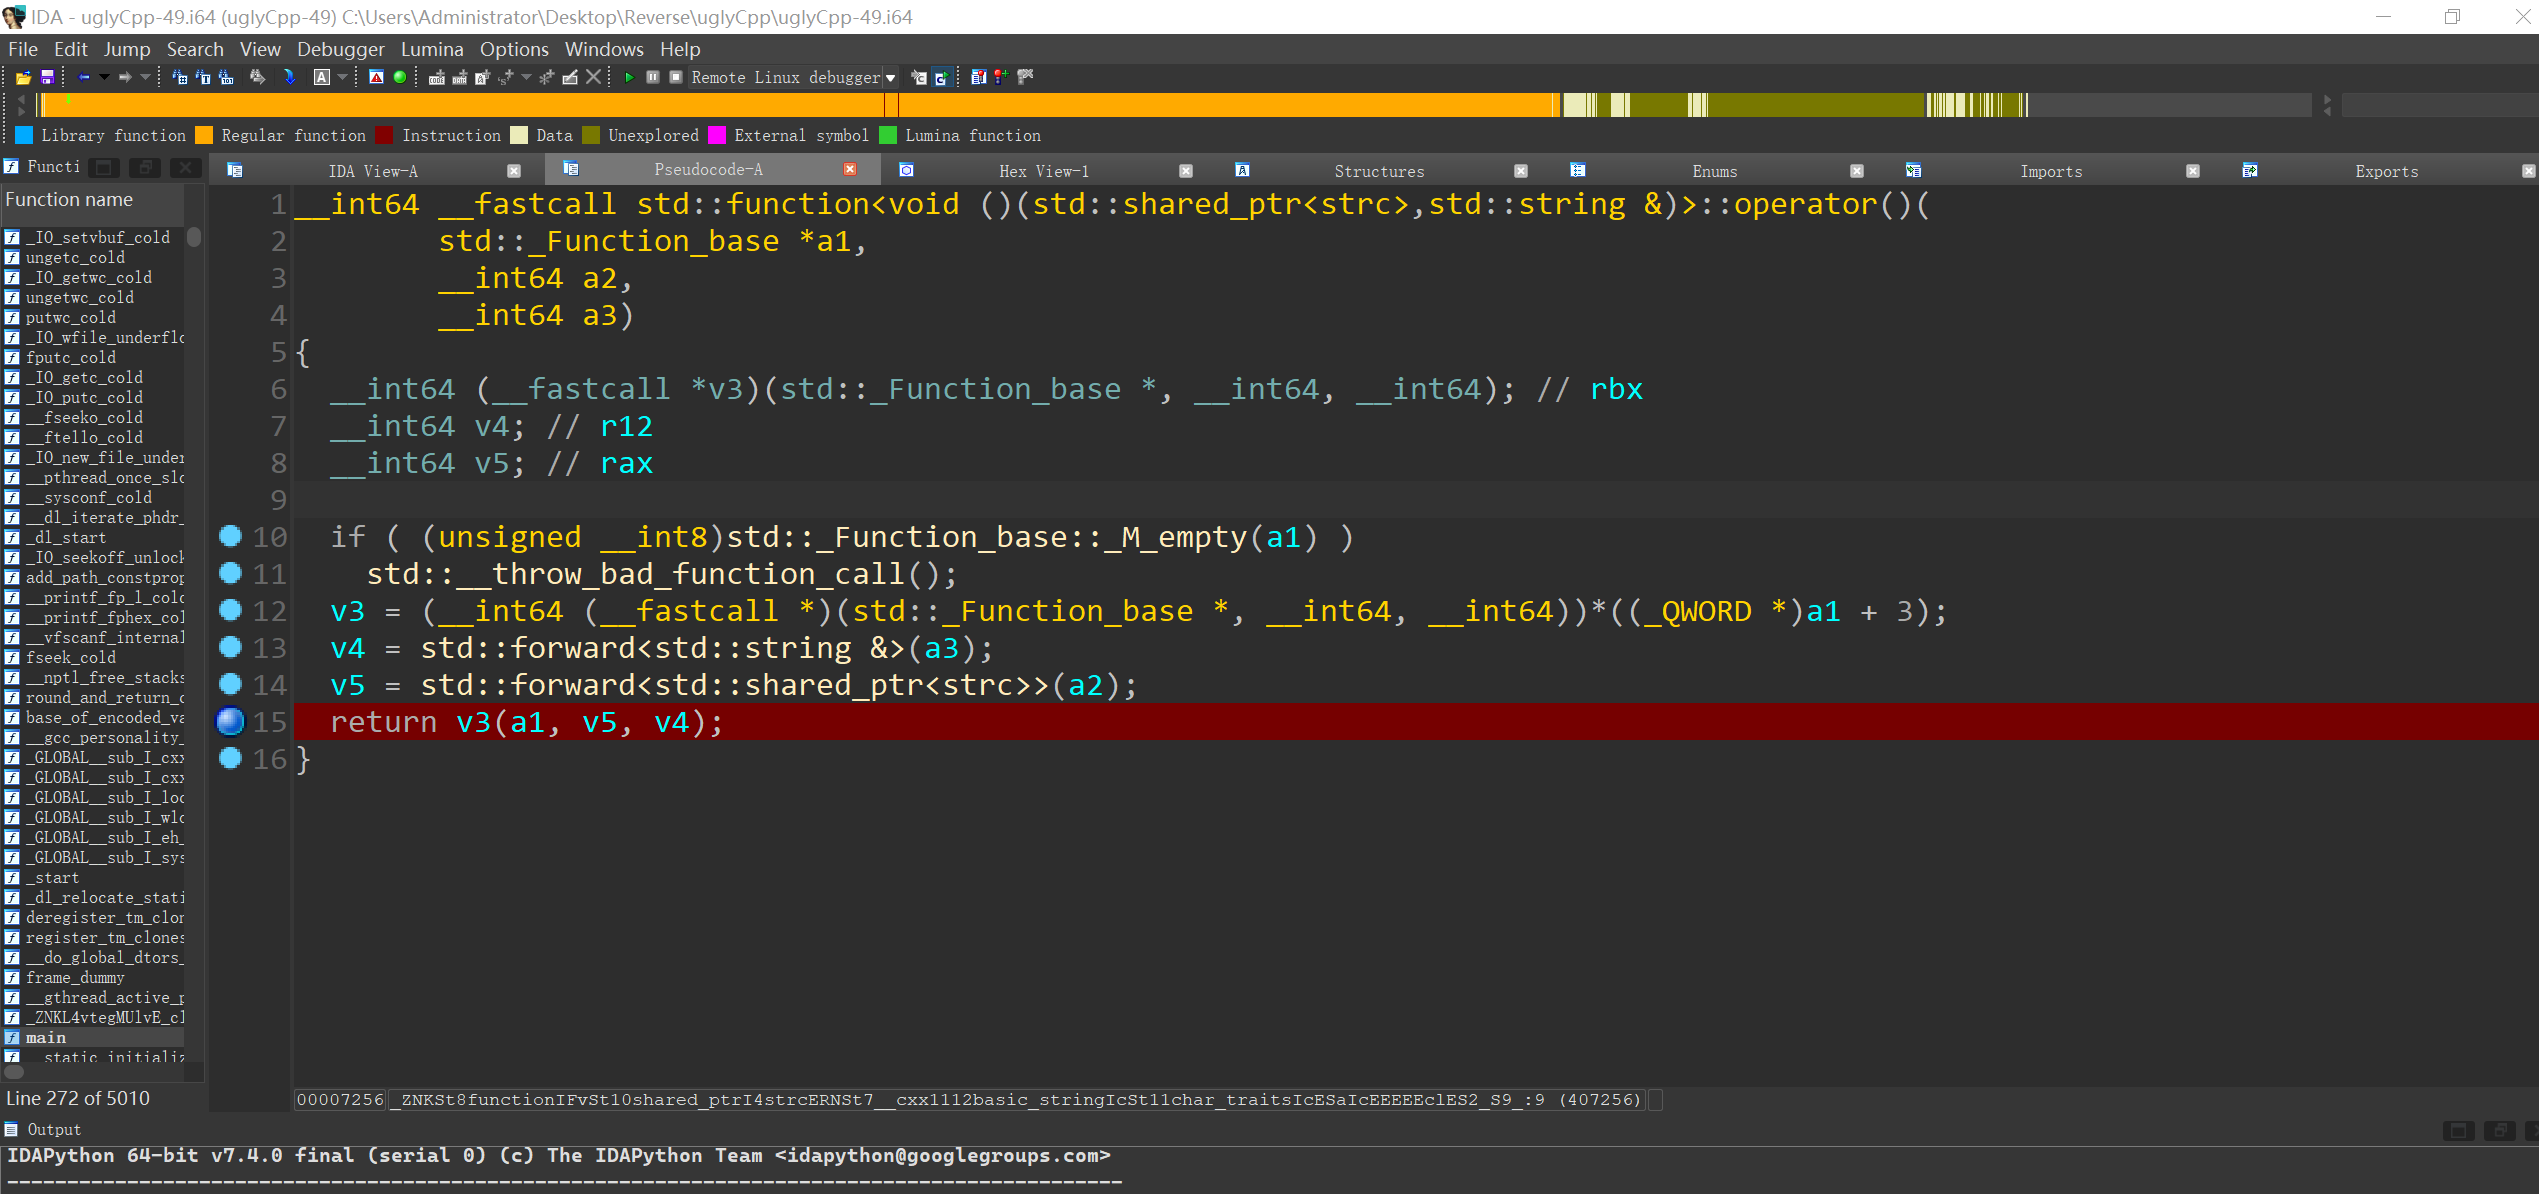 IDA - uglyCpp-49.i64 (uglyCpp-49) C:\Users\Administrator\Desktop\Reverse\uglyCpp\uglyCpp-49.i64
File Edit Jump Search View Debugger Lumina Options Windows Help
Remote Linux debugger
Library function Regular function Instruction Data Unexplored External symbol Lumina function
Functi
IDA View-A Pseudocode-A Hex View-1 Structures Enums Imports Exports
Function name
_IO_setvbuf_cold
ungetc_cold
_IO_getwc_cold
ungetwc_cold
putwc_cold
_IO_wfile_underflo
fputc_cold
_IO_getc_cold
_IO_putc_cold
__fseeko_cold
__ftello_cold
_IO_new_file_under
__pthread_once_slo
__sysconf_cold
__dl_iterate_phdr_
_dl_start
_IO_seekoff_unlock
add_path_constprop
__printf_fp_l_cold
__printf_fphex_col
__vfscanf_internal
fseek_cold
__nptl_free_stacks
round_and_return_c
base_of_encoded_va
__gcc_personality_
_GLOBAL__sub_I_cxx
_GLOBAL__sub_I_cxx
_GLOBAL__sub_I_loc
_GLOBAL__sub_I_wlo
_GLOBAL__sub_I_eh_
_GLOBAL__sub_I_sys
_start
_dl_relocate_stati
deregister_tm_clon
register_tm_clones
__do_global_dtors_
frame_dummy
__gthread_active_p
_ZNKL4vtegMUlvE_cl
main
__static_initializ
Line 272 of 5010
1 __int64 __fastcall std::function<void ()(std::shared_ptr<strc>,std::string &)>::operator()(
2 std::_Function_base *a1,
3 __int64 a2,
4 __int64 a3)
5 {
6 __int64 (__fastcall *v3)(std::_Function_base *, __int64, __int64); // rbx
7 __int64 v4; // r12
8 __int64 v5; // rax
9
10 if ( (unsigned __int8)std::_Function_base::_M_empty(a1) )
11 std::__throw_bad_function_call();
12 v3 = (__int64 (__fastcall *)(std::_Function_base *, __int64, __int64))*((_QWORD *)a1 + 3);
13 v4 = std::forward<std::string &>(a3);
14 v5 = std::forward<std::shared_ptr<strc>>(a2);
15 return v3(a1, v5, v4);
16 }
00007256 _ZNKSt8functionIFvSt10shared_ptrI4strcERNSt7__cxx1112basic_stringIcSt11char_traitsIcESaIcEEEEEclES2_S9_:9 (407256)
Output
IDAPython 64-bit v7.4.0 final (serial 0) (c) The IDAPython Team <idapython@googlegroups.com>